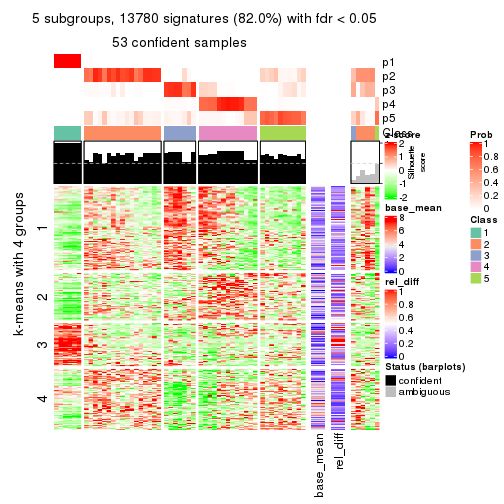 5 subgroups, 13780 signatures (82.0%) with fdr < 0.05
53 confident samples
p1
p2
p3
p4
p5
Class
k-means with 4 groups
1
2
3
4
z-score
2
1
0
-1
-2
Silhouette
score
base_mean
8
6
4
2
0
rel_diff
1
0.8
0.6
0.4
0.2
0
Status (barplots)
confident
ambiguous
Prob
1
0.8
0.6
0.4
0.2
0
Class
1
2
3
4
5
base_mean
rel_diff